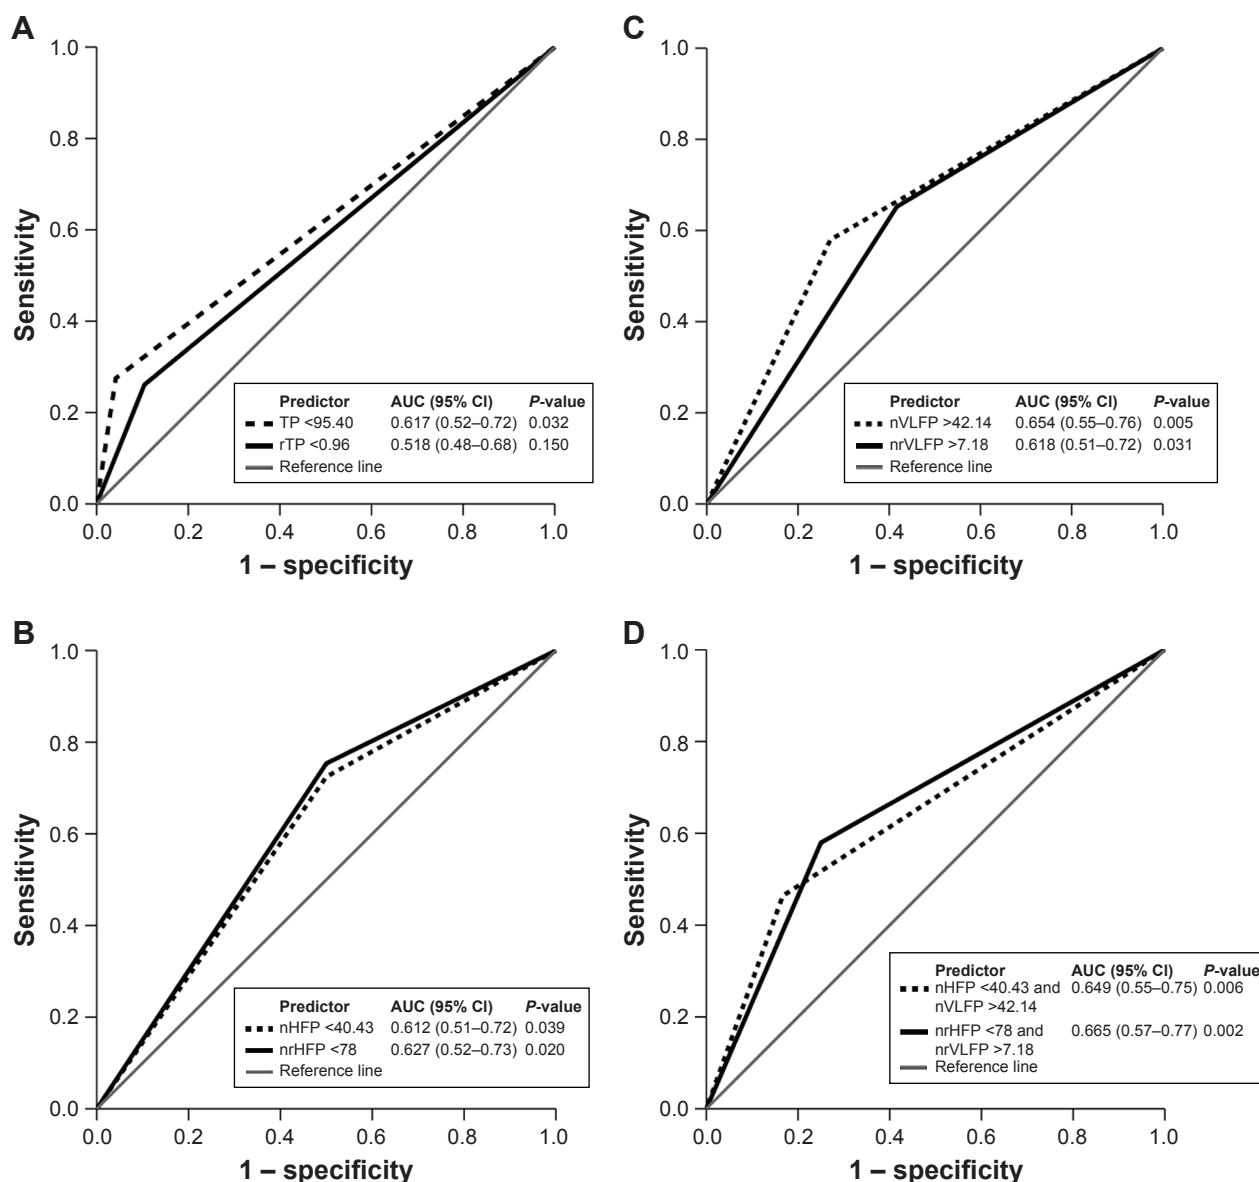 A
1.0
0.8
0.6
0.4
0.2
0.0
Sensitivity
Predictor AUC (95% CI) P-value
TP <95.40 0.617 (0.52–0.72) 0.032
rTP <0.96 0.518 (0.48–0.68) 0.150
Reference line
0.0 0.2 0.4 0.6 0.8 1.0
1 – specificity
C
1.0
0.8
0.6
0.4
0.2
0.0
Sensitivity
Predictor AUC (95% CI) P-value
nVLFP >42.14 0.654 (0.55–0.76) 0.005
nrVLFP >7.18 0.618 (0.51–0.72) 0.031
Reference line
0.0 0.2 0.4 0.6 0.8 1.0
1 – specificity
B
1.0
0.8
0.6
0.4
0.2
0.0
Sensitivity
Predictor AUC (95% CI) P-value
nHFP <40.43 0.612 (0.51–0.72) 0.039
nrHFP <78 0.627 (0.52–0.73) 0.020
Reference line
0.0 0.2 0.4 0.6 0.8 1.0
1 – specificity
D
1.0
0.8
0.6
0.4
0.2
0.0
Sensitivity
Predictor AUC (95% CI) P-value
nHFP <40.43 and 0.649 (0.55–0.75) 0.006
nVLFP >42.14
nrHFP <78 and 0.665 (0.57–0.77) 0.002
nrVLFP >7.18
Reference line
0.0 0.2 0.4 0.6 0.8 1.0
1 – specificity